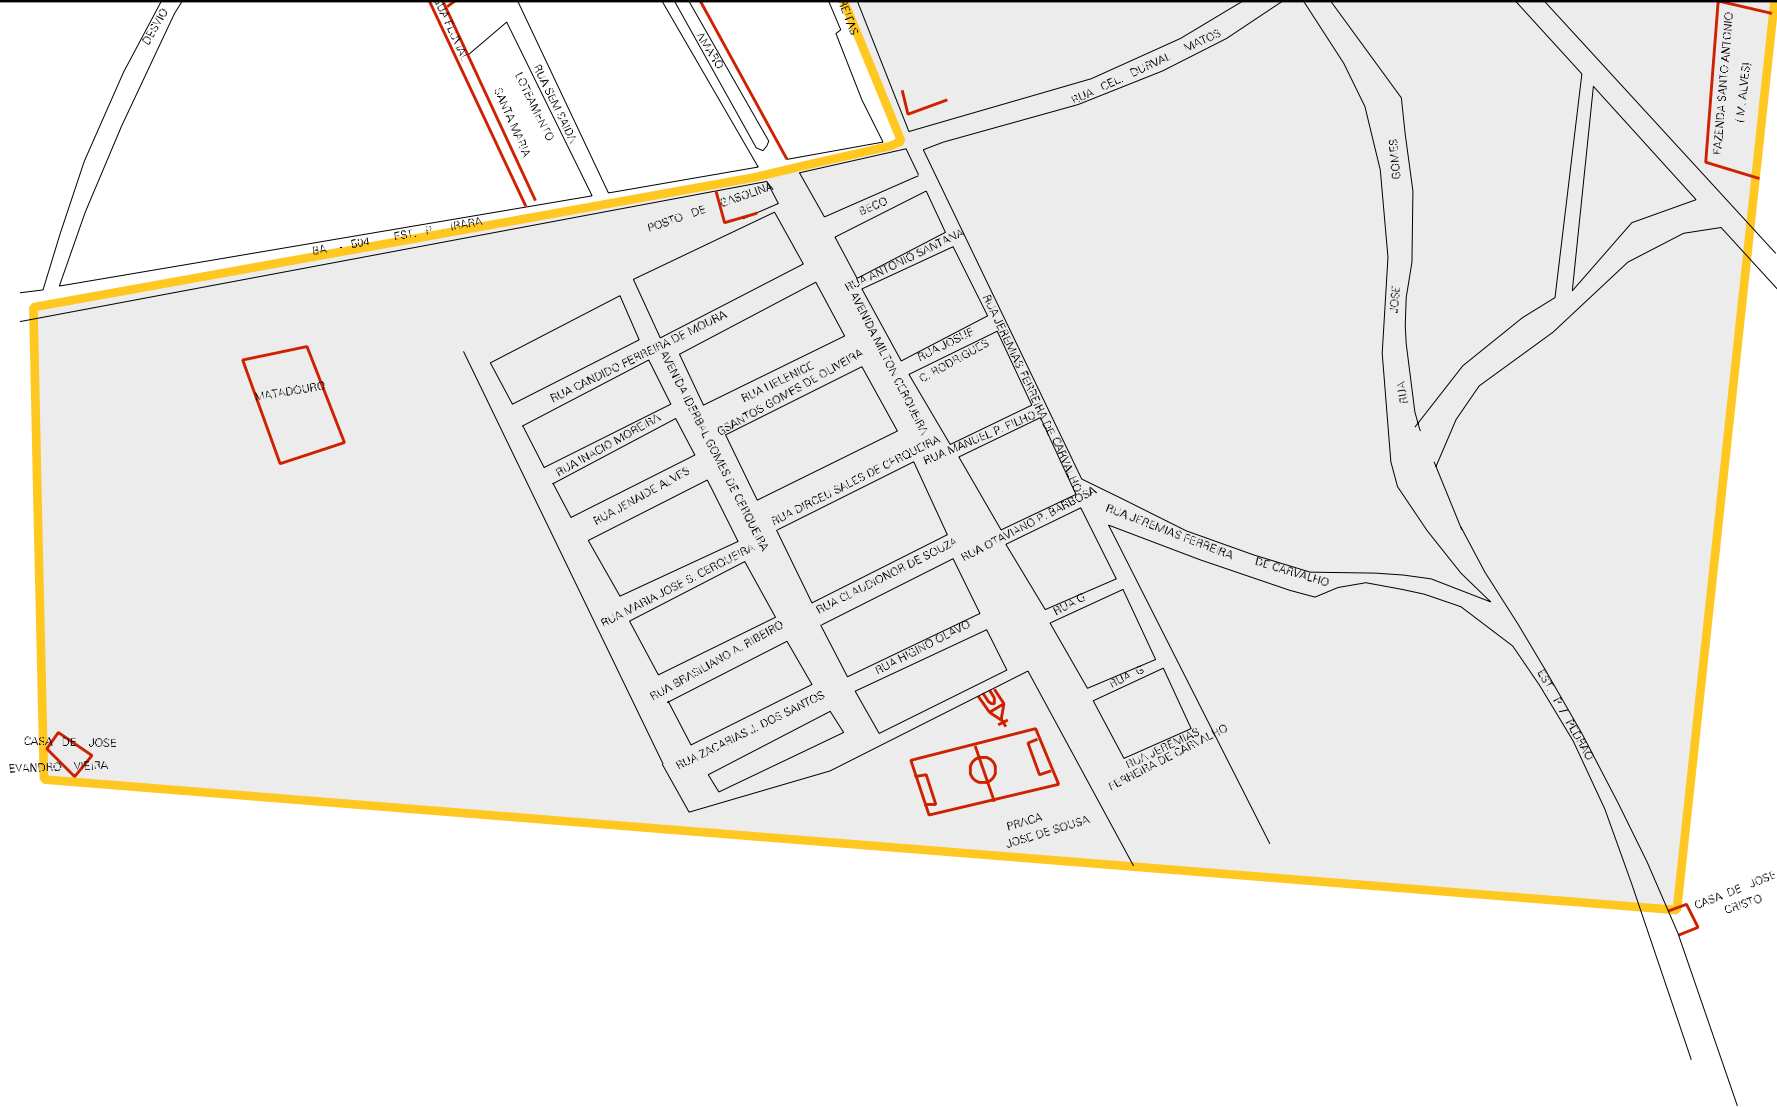 DESVIO
RUA FLUVIAL
RUA SEM SAIDA
LOTEAMENTO
SANTA MARIA
AMARO
REITAS
RUA CEL. DURVAL MATOS
FAZENDA SANTO ANTONIO
( M. ALVES)
RUA JOSE GOMES
BA - 504 EST. P / IRARA
POSTO DE GASOLINA
BECO
RUA ANTONIO SANTANA
RUA JOSUE
C. RODRIGUES
RUA MANUEL P. FILHO
RUA OTAVIANO P. BARBOSA
RUA G
RUA G
RUA JEREMIAS
FERREIRA DE CARVALHO
RUA JEREMIAS FERREIRA DE CARVALHO
RUA JEREMIAS FERREIRA DE CARVALHO
AVENIDA MILTON CERQUEIRA
AVENIDA IDERBAL GOMES DE CERQUEIRA
RUA CANDIDO FERREIRA DE MOURA
RUA HELENICE
GSANTOS GOMES DE OLIVEIRA
RUA DIRCEU SALES DE CERQUEIRA
RUA CLAUDIONOR DE SOUZA
RUA HIGINO OLAVO
RUA INACIO MOREIRA
RUA JENAIDE ALVES
RUA MARIA JOSE S. CERQUEIRA
RUA BRASILIANO A. RIBEIRO
RUA ZACARIAS J. DOS SANTOS
MATADOURO
CASA DE JOSE
EVANDRO VIEIRA
PRACA
JOSE DE SOUSA
EST. P / PEDRAO
CASA DE JOSE
CRISTO